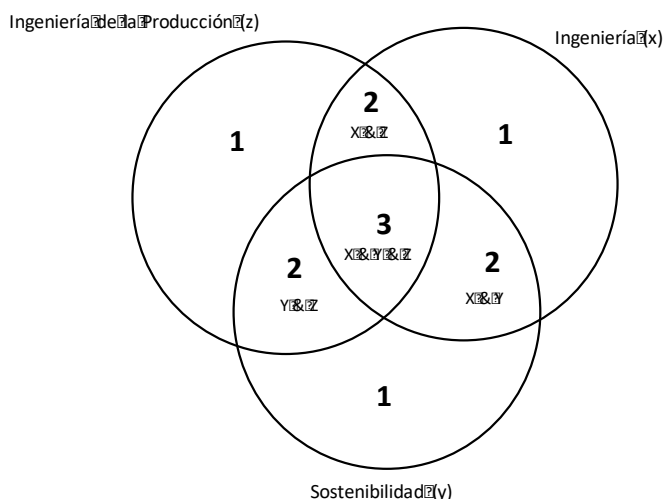 Ingeniería de la Producción (z)
Ingeniería (x)
2
X & Z
1
1
3
X & Y & Z
2
Y & Z
2
X & Y
1
Sostenibilidad (y)